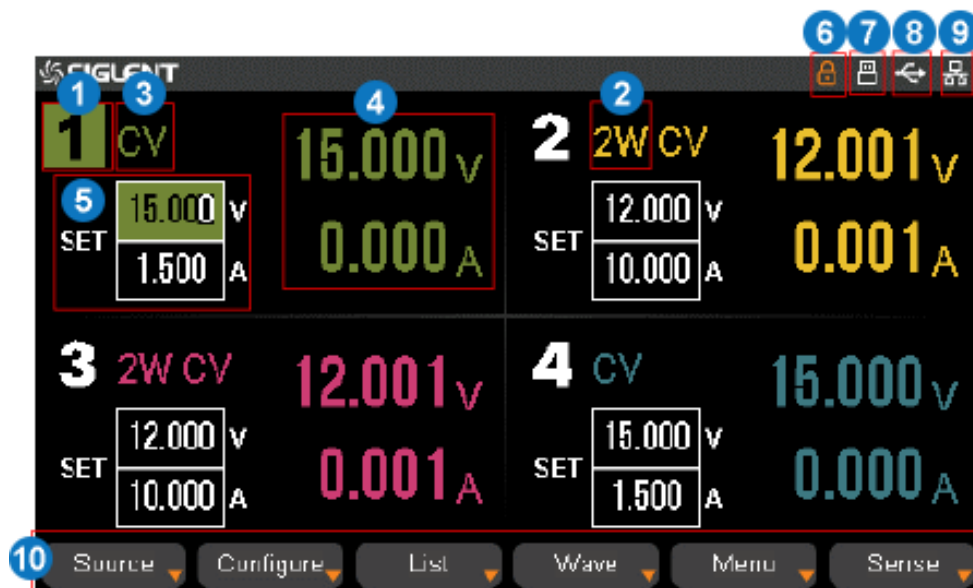 6 7 8 9
SIGLENT
1 3 4 2
1 CV 15.000 V 2 2W CV 12.001 V
5 15.000 V 12.000 V
SET SET
1.500 A 0.000 A 10.000 A 0.001 A
3 2W CV 12.001 V 4 CV 15.000 V
12.000 V 15.000 V
SET SET
10.000 A 0.001 A 1.500 A 0.000 A
10 Source Configure List Wave Menu Sense